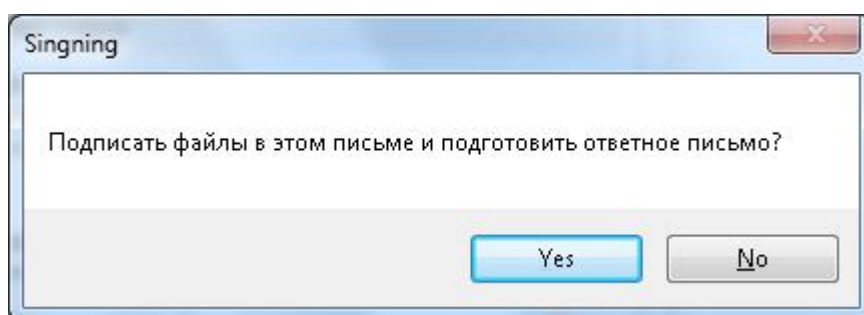 Singning
Подписать файлы в этом письме и подготовить ответное письмо?
Yes
No